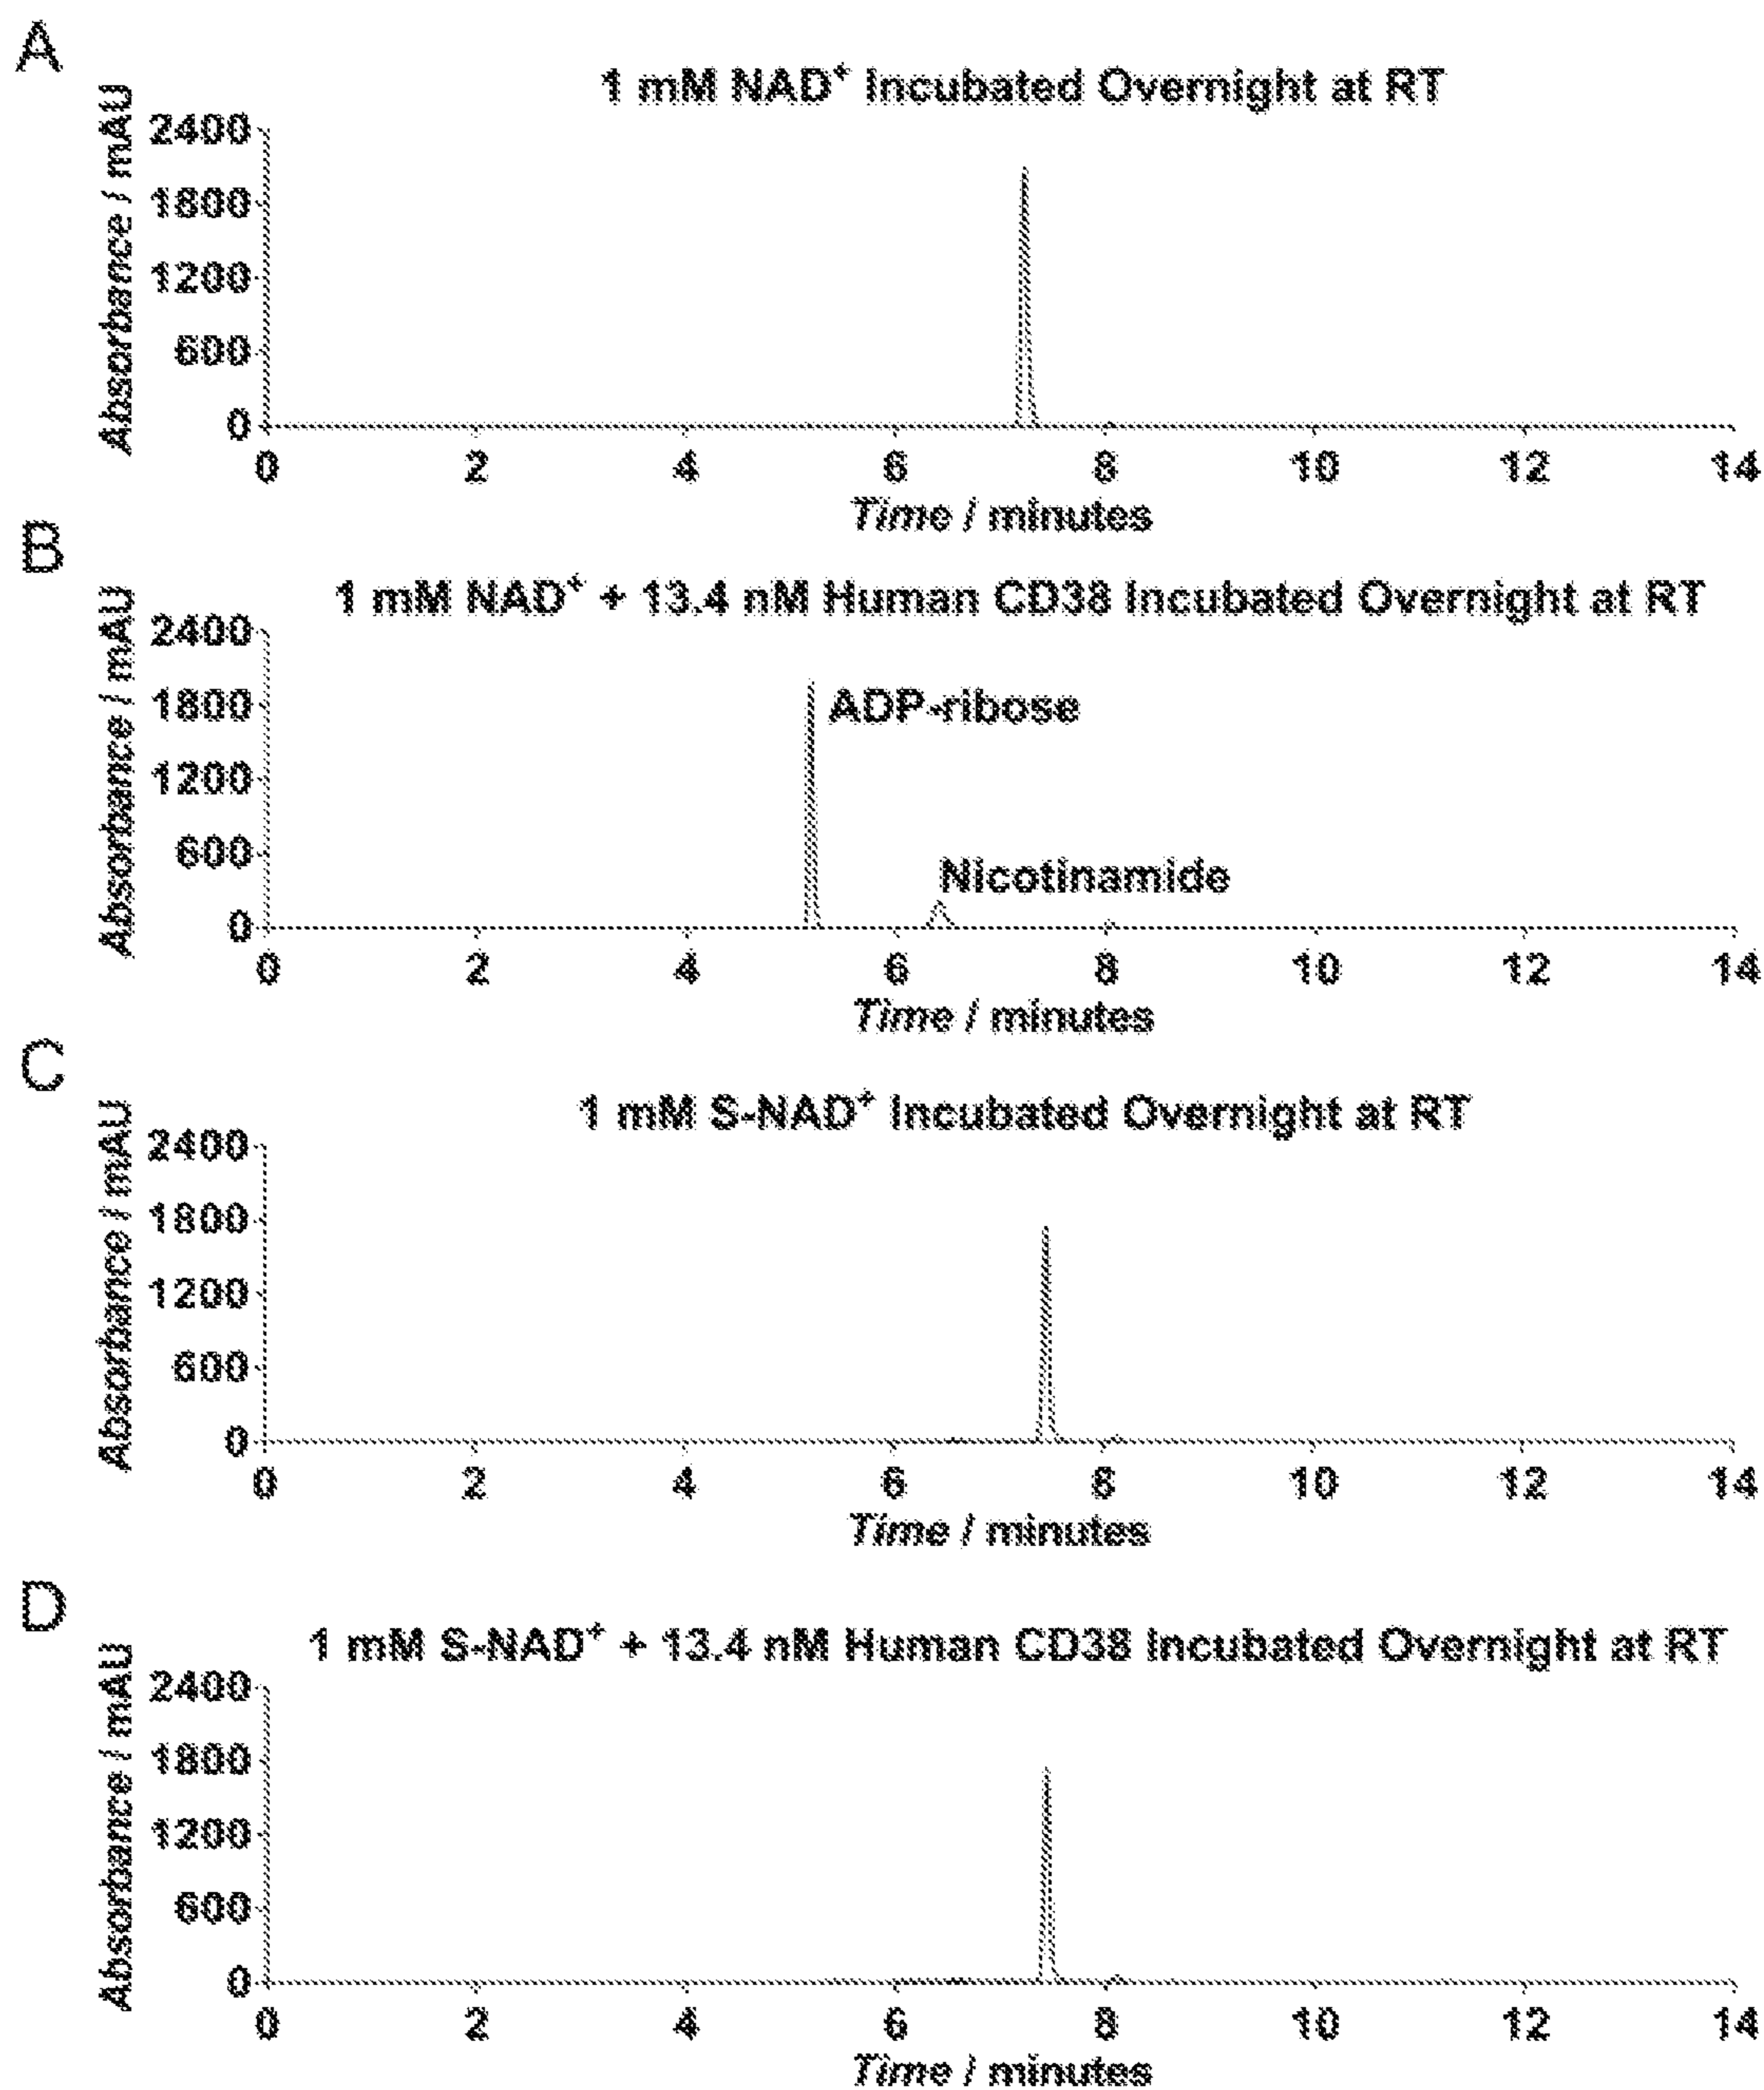 A
1 mM NAD+ Incubated Overnight at RT
Absorbance / mAU
2400
1800
1200
600
0
0 2 4 6 8 10 12 14
Time / minutes
B
1 mM NAD+ + 13.4 nM Human CD38 Incubated Overnight at RT
Absorbance / mAU
2400
1800
1200
600
0
ADP-ribose
Nicotinamide
0 2 4 6 8 10 12 14
Time / minutes
C
1 mM S-NAD+ Incubated Overnight at RT
Absorbance / mAU
2400
1800
1200
600
0
0 2 4 6 8 10 12 14
Time / minutes
D
1 mM S-NAD+ + 13.4 nM Human CD38 Incubated Overnight at RT
Absorbance / mAU
2400
1800
1200
600
0
0 2 4 6 8 10 12 14
Time / minutes